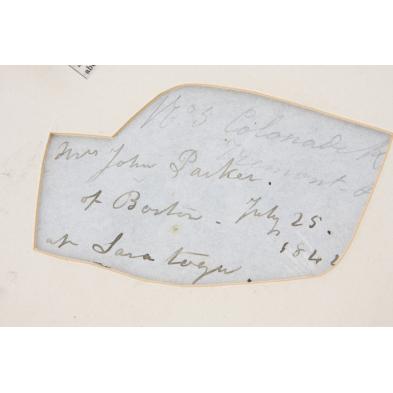 No 3 Colonade R
Tremont
Mrs John Parker.
of Boston - July 25.
at Saratoga. 1842